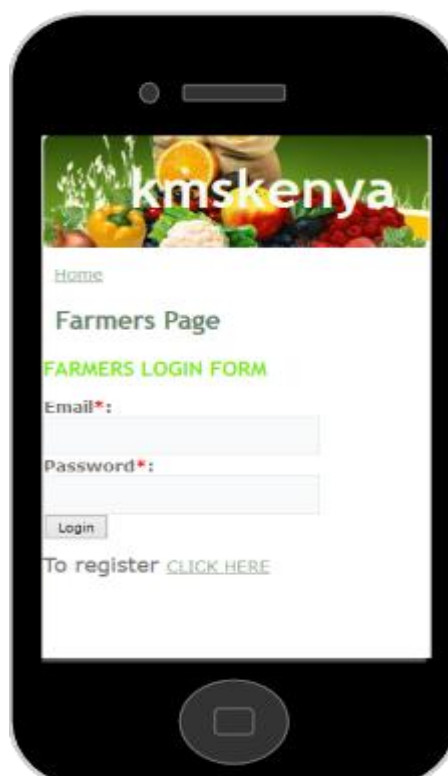 kmskenya
Home
Farmers Page
FARMERS LOGIN FORM
Email*:
Password*:
Login
To register CLICK HERE